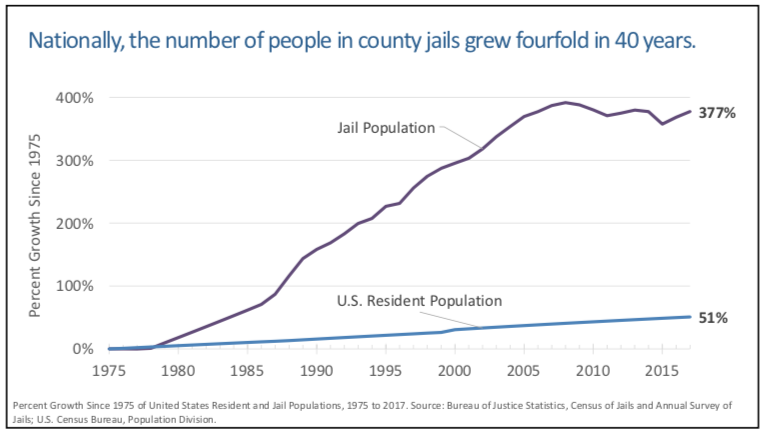 Nationally, the number of people in county jails grew fourfold in 40 years.
400%
300%
200%
100%
0%
Percent Growth Since 1975
Jail Population
377%
U.S. Resident Population
51%
1975 1980 1985 1990 1995 2000 2005 2010 2015
Percent Growth Since 1975 of United States Resident and Jail Populations, 1975 to 2017. Source: Bureau of Justice Statistics, Census of Jails and Annual Survey of
Jails; U.S. Census Bureau, Population Division.